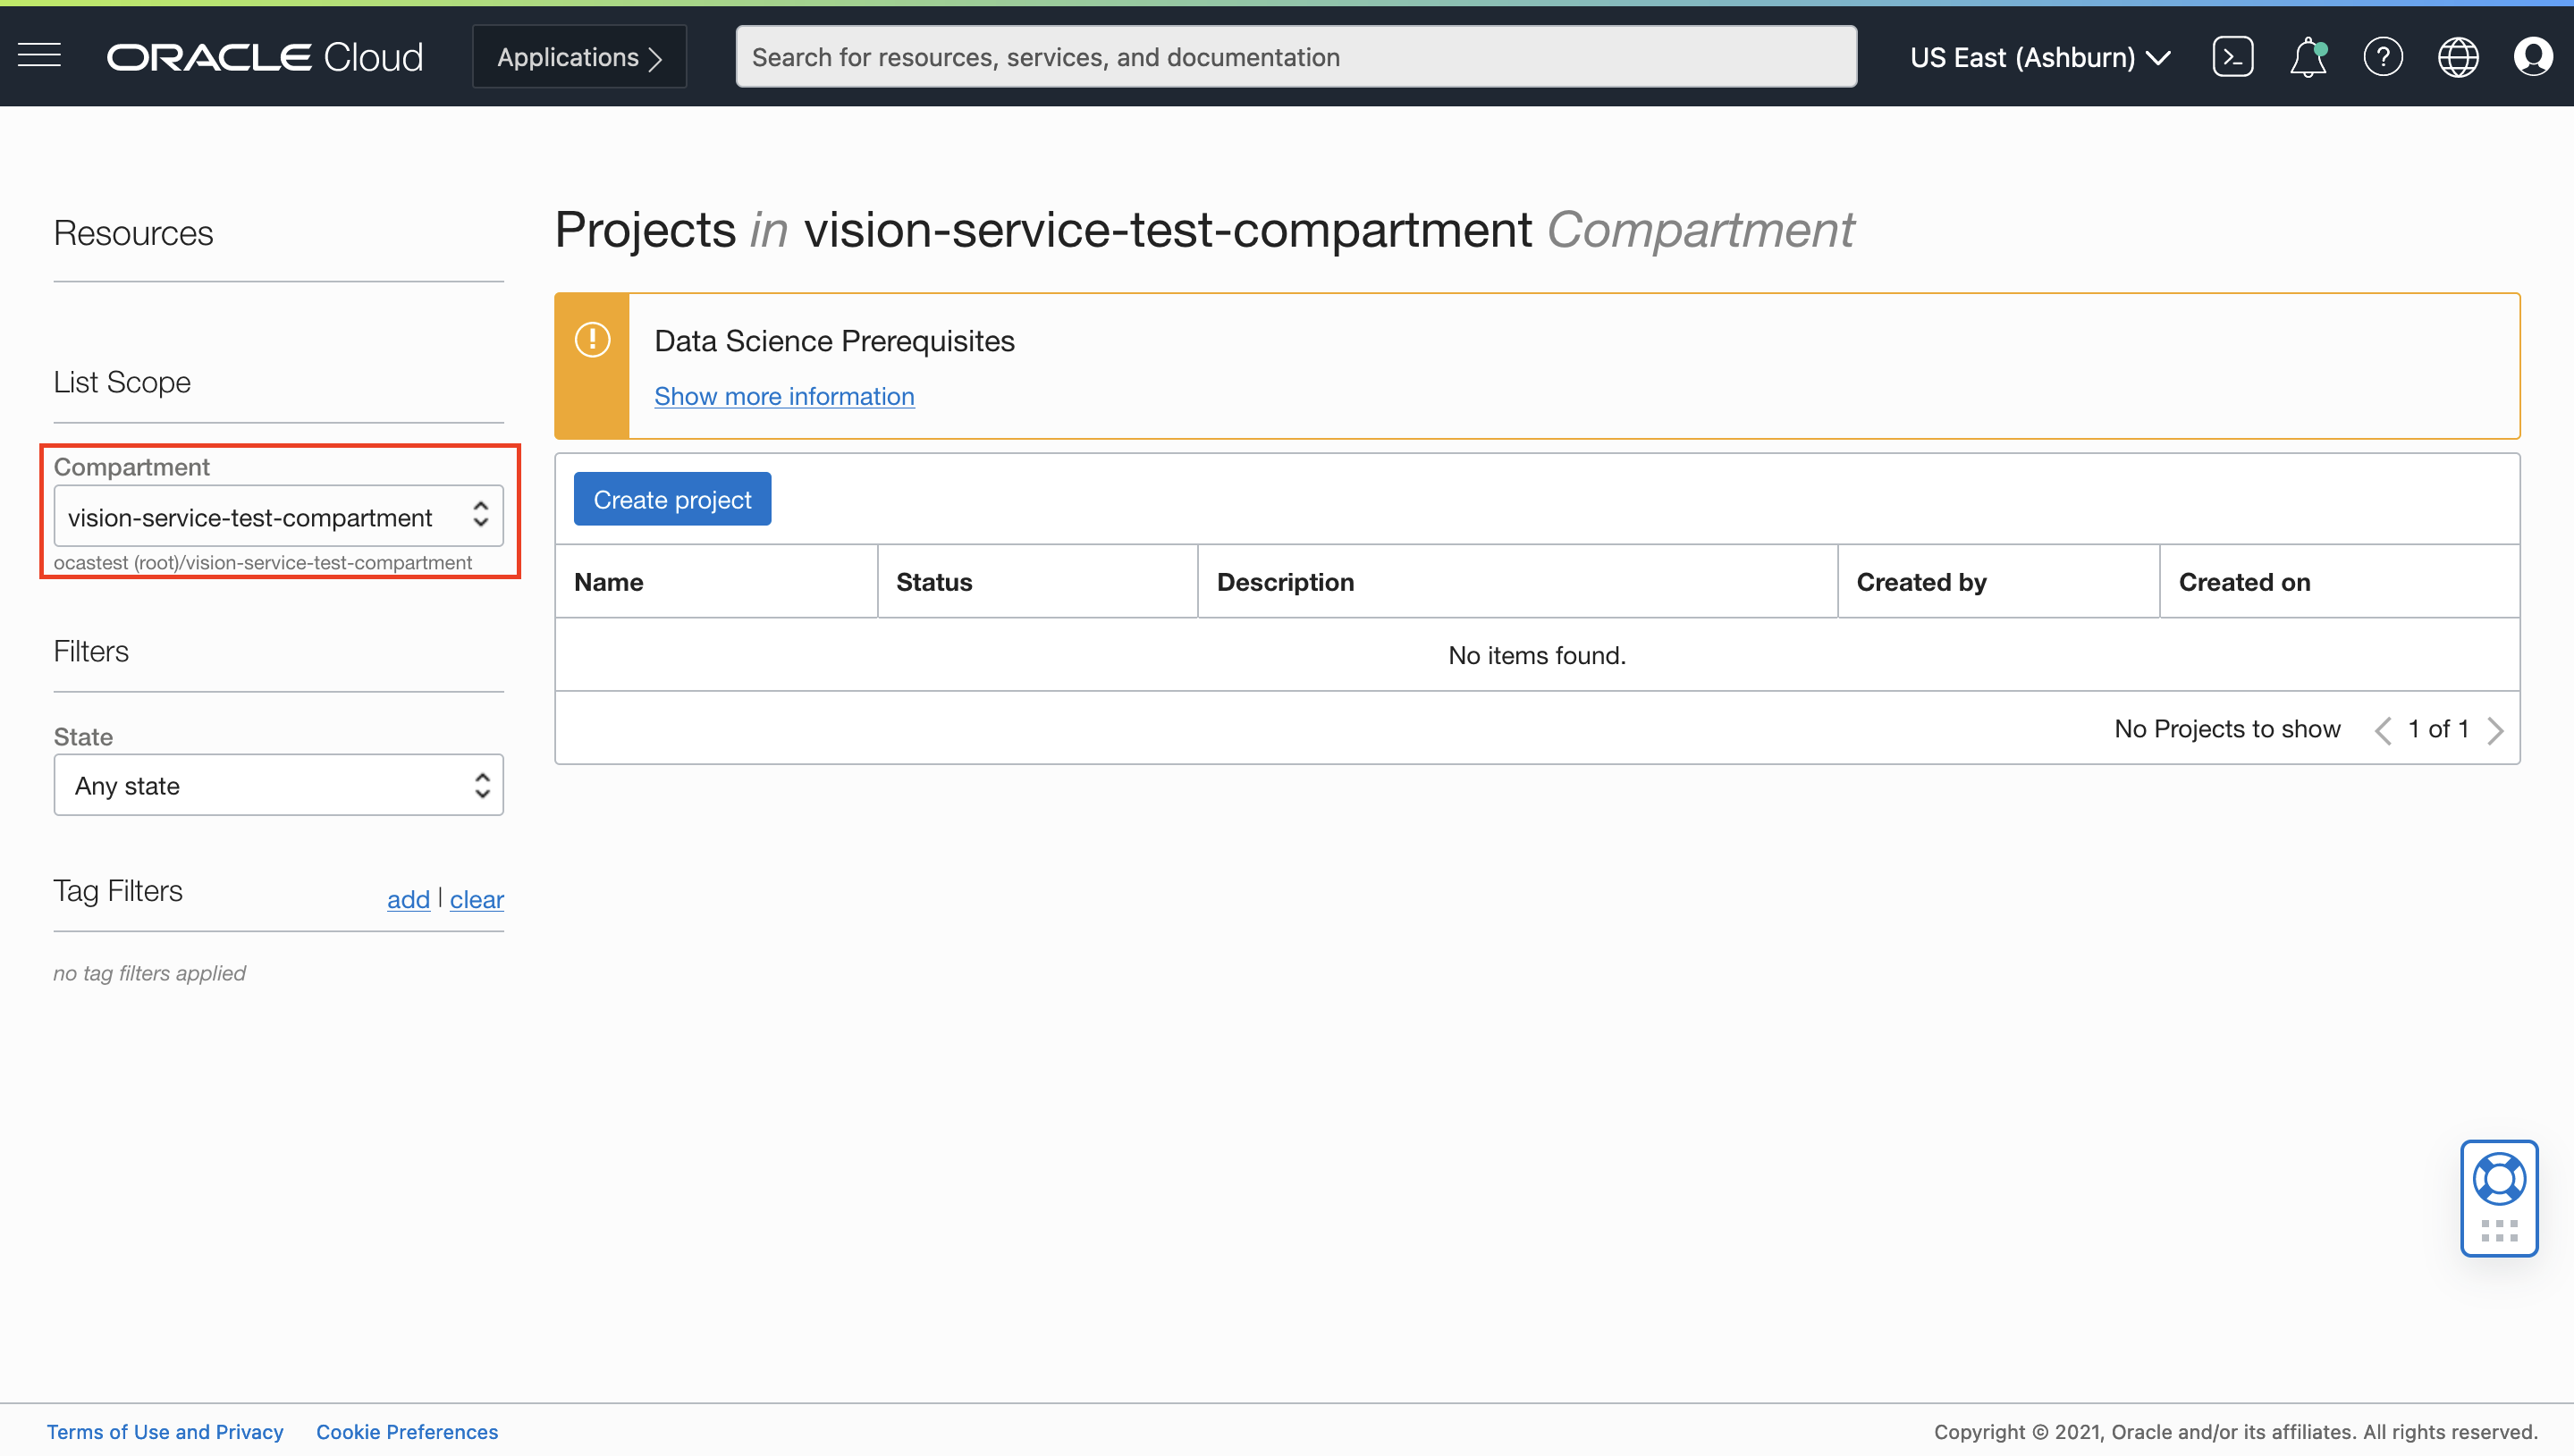 ORACLE Cloud
Applications
Search for resources, services, and documentation
US East (Ashburn)
Resources
List Scope
Compartment
vision-service-test-compartment
ocastest (root)/vision-service-test-compartment
Filters
State
Any state
Tag Filters
add | clear
no tag filters applied
Projects in vision-service-test-compartment Compartment
Data Science Prerequisites
Show more information
Create project
Name Status Description Created by Created on
No items found.
No Projects to show 1 of 1
Terms of Use and Privacy Cookie Preferences
Copyright © 2021, Oracle and/or its affiliates. All rights reserved.